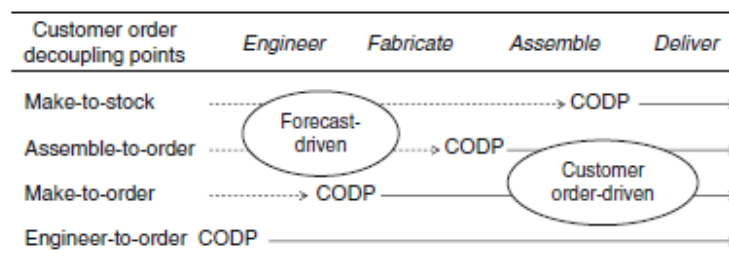 Customer order
decoupling points
Engineer Fabricate Assemble Deliver
Make-to-stock CODP
Forecast-
driven
Assemble-to-order CODP
Customer
order-driven
Make-to-order CODP
Engineer-to-order CODP